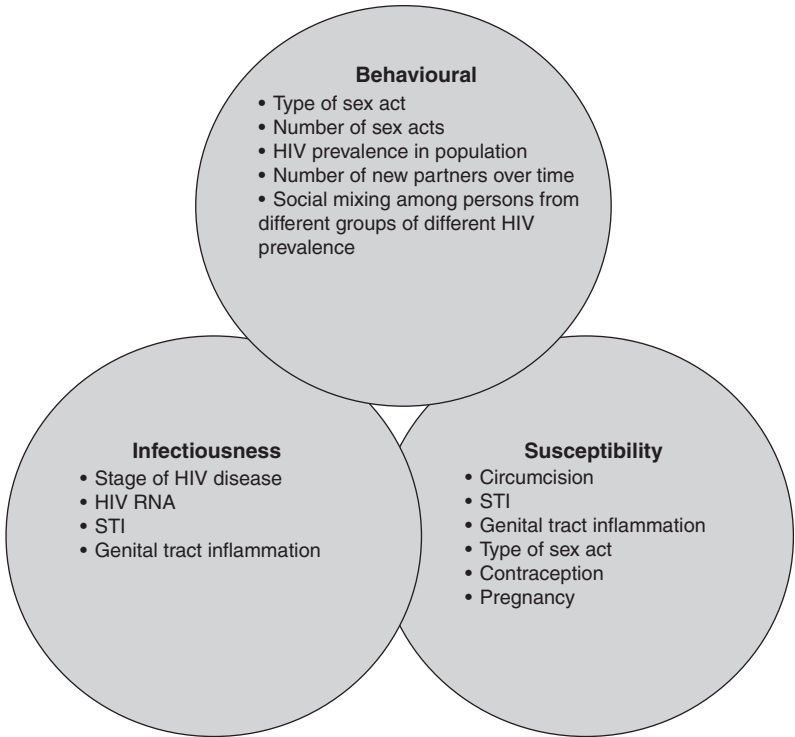 Behavioural
• Type of sex act
• Number of sex acts
• HIV prevalence in population
• Number of new partners over time
• Social mixing among persons from
different groups of different HIV
prevalence
Infectiousness
• Stage of HIV disease
• HIV RNA
• STI
• Genital tract inflammation
Susceptibility
• Circumcision
• STI
• Genital tract inflammation
• Type of sex act
• Contraception
• Pregnancy